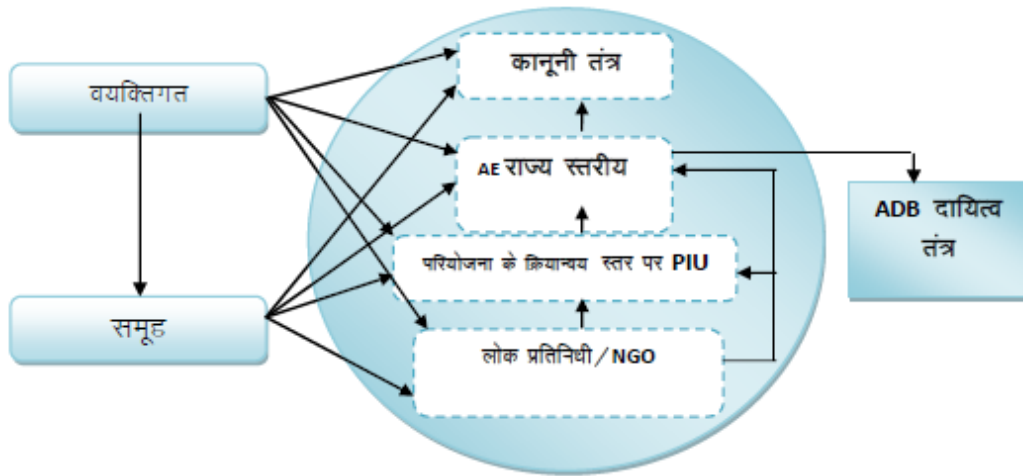 कानूनी तंत्र
वयक्तिगत
AE राज्य स्तरीय
ADB दायित्व
तंत्र
परियोजना के क्रियान्वय स्तर पर PIU
समूड
लोक प्रतिनिधी/NGO